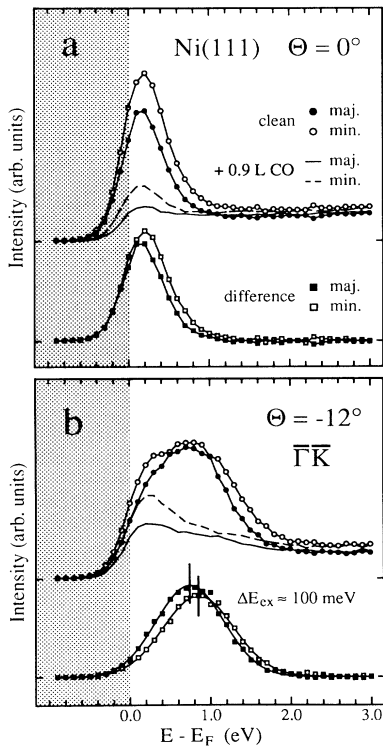 a Ni(111) Θ = 0°
clean maj.
min.
+ 0.9 L CO maj.
min.
difference maj.
min.
Intensity (arb. units)
b Θ = -12°
Γ̅K̅
ΔE_ex ≈ 100 meV
Intensity (arb. units)
0.0 1.0 2.0 3.0
E - E_F (eV)